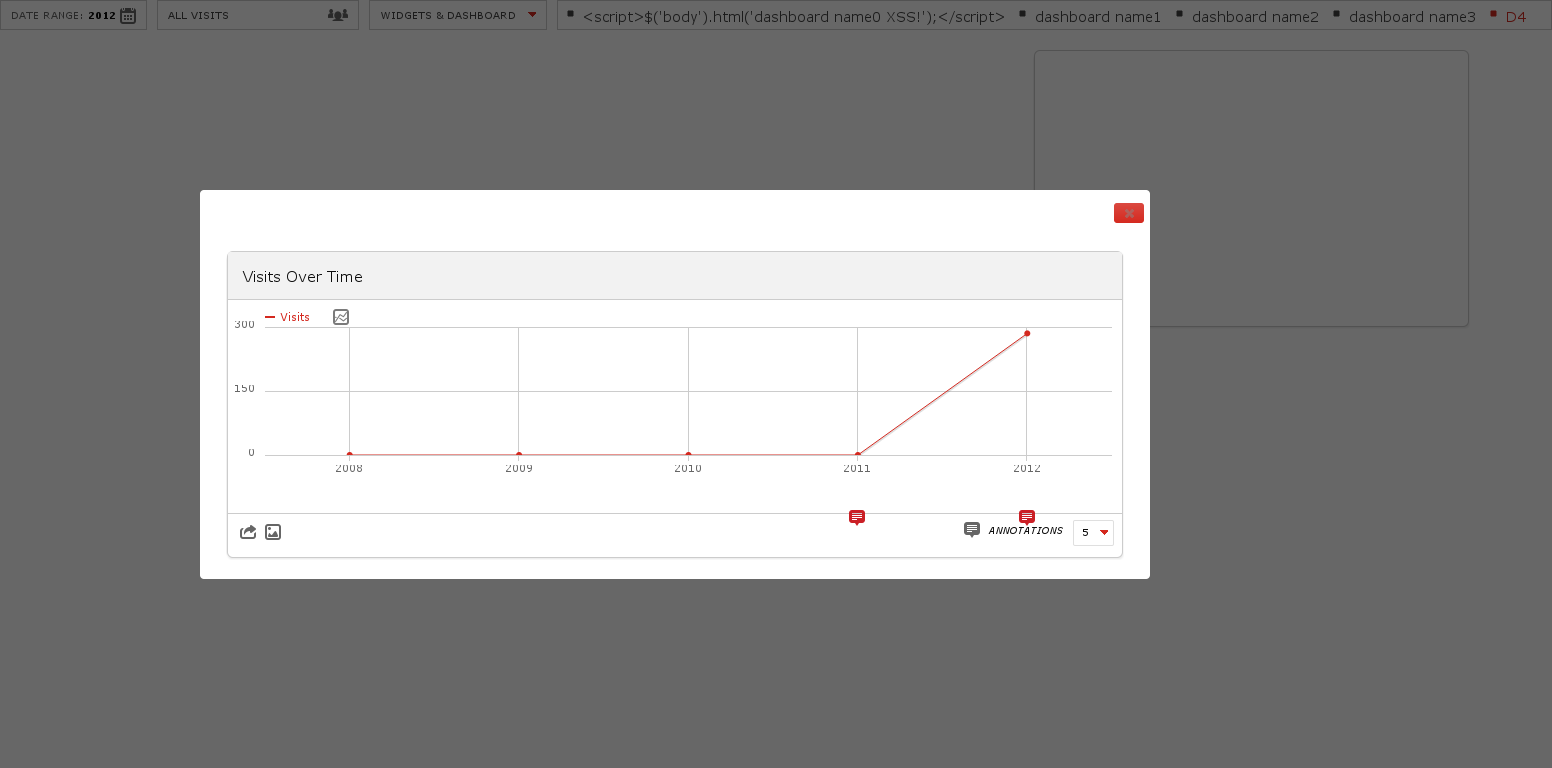 DATE RANGE: 2012
ALL VISITS
WIDGETS & DASHBOARD
<script>$('body').html('dashboard name0 XSS!');</script>
dashboard name1
dashboard name2
dashboard name3
D4
Visits Over Time
Visits
300
150
0
2008
2009
2010
2011
2012
ANNOTATIONS
5